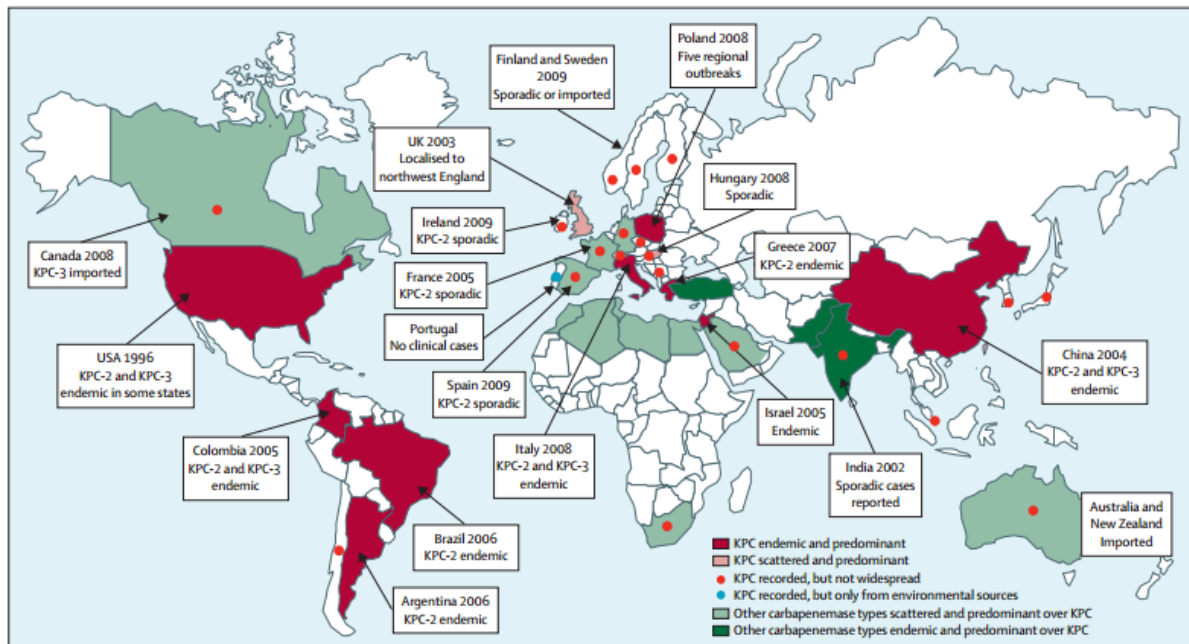 Poland 2008
Five regional
outbreaks
Finland and Sweden
2009
Sporadic or imported
UK 2003
Localised to
northwest England
Hungary 2008
Sporadic
Ireland 2009
KPC-2 sporadic
Greece 2007
KPC-2 endemic
Canada 2008
KPC-3 imported
France 2005
KPC-2 sporadic
Portugal
No clinical cases
USA 1996
KPC-2 and KPC-3
endemic in some states
China 2004
KPC-2 and KPC-3
endemic
Spain 2009
KPC-2 sporadic
Israel 2005
Endemic
Colombia 2005
KPC-2 and KPC-3
endemic
Italy 2008
KPC-2 and KPC-3
endemic
India 2002
Sporadic cases
reported
Australia and
New Zealand
Imported
Brazil 2006
KPC-2 endemic
Argentina 2006
KPC-2 endemic
KPC endemic and predominant
KPC scattered and predominant
KPC recorded, but not widespread
KPC recorded, but only from environmental sources
Other carbapenemase types scattered and predominant over KPC
Other carbapenemase types endemic and predominant over KPC